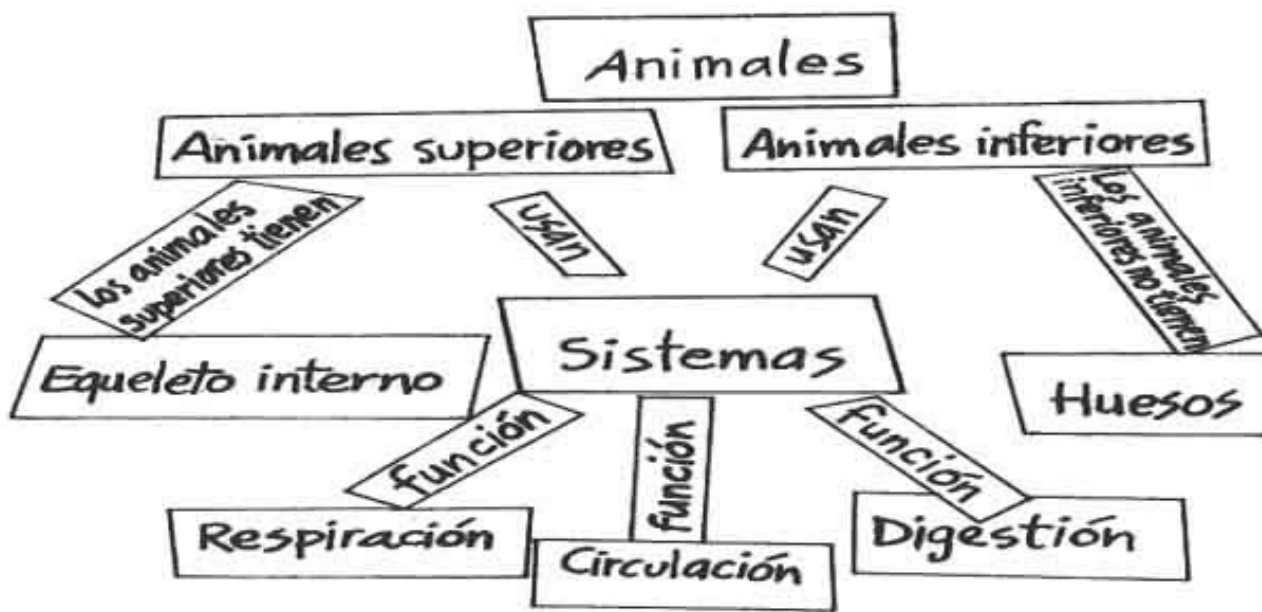 Animales
Animales superiores
Animales inferiores
Los animales
superiores tienen
usan
usan
Los animales
inferiores no tienen
Equeleto interno
Sistemas
Huesos
función
función
función
Respiración
Circulación
Digestión